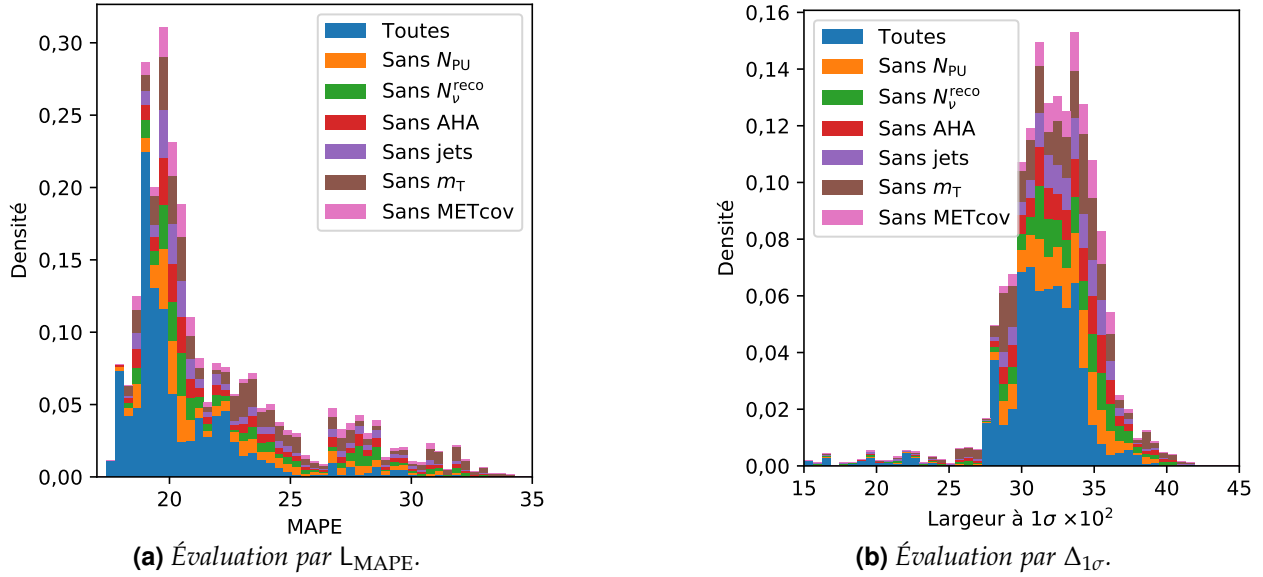 0,30
0,25
0,20
0,15
0,10
0,05
0,00
Densité
20
25
30
35
MAPE
Toutes
Sans N_PU
Sans N_ν^reco
Sans AHA
Sans jets
Sans m_T
Sans METcov
(a) Évaluation par L_MAPE.
0,16
0,14
0,12
0,10
0,08
0,06
0,04
0,02
0,00
Densité
15
20
25
30
35
40
45
Largeur à 1σ ×10²
Toutes
Sans N_PU
Sans N_ν^reco
Sans AHA
Sans jets
Sans m_T
Sans METcov
(b) Évaluation par Δ_1σ.